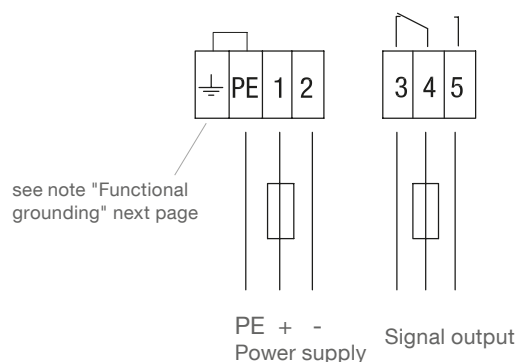 PE 1 2
3 4 5
see note "Functional
grounding" next page
PE + -
Power supply
Signal output